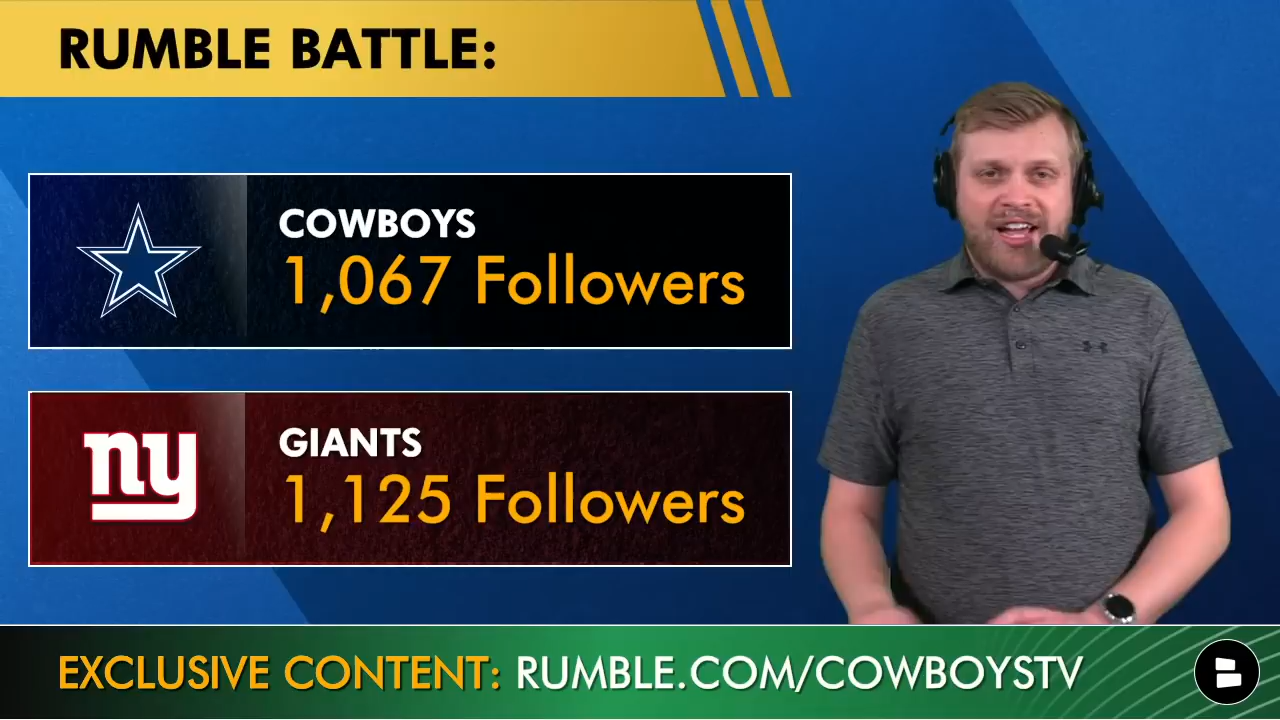 RUMBLE BATTLE:
COWBOYS
1,067 Followers
ny
GIANTS
1,125 Followers
EXCLUSIVE CONTENT: RUMBLE.COM/COWBOYSTV